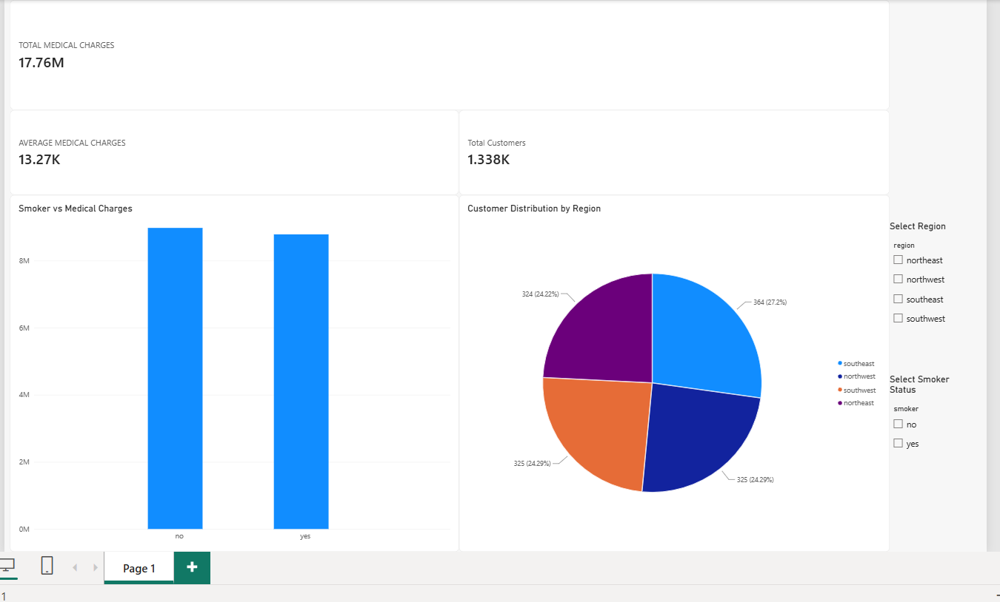 TOTAL MEDICAL CHARGES
17.76M
AVERAGE MEDICAL CHARGES
13.27K
Total Customers
1.338K
Smoker vs Medical Charges
8M
6M
4M
2M
0M
no
yes
Customer Distribution by Region
324 (24.22%)
364 (27.2%)
325 (24.29%)
325 (24.29%)
southeast
northwest
southwest
northeast
Select Region
region
northeast
northwest
southeast
southwest
Select Smoker
Status
smoker
no
yes
Page 1
1